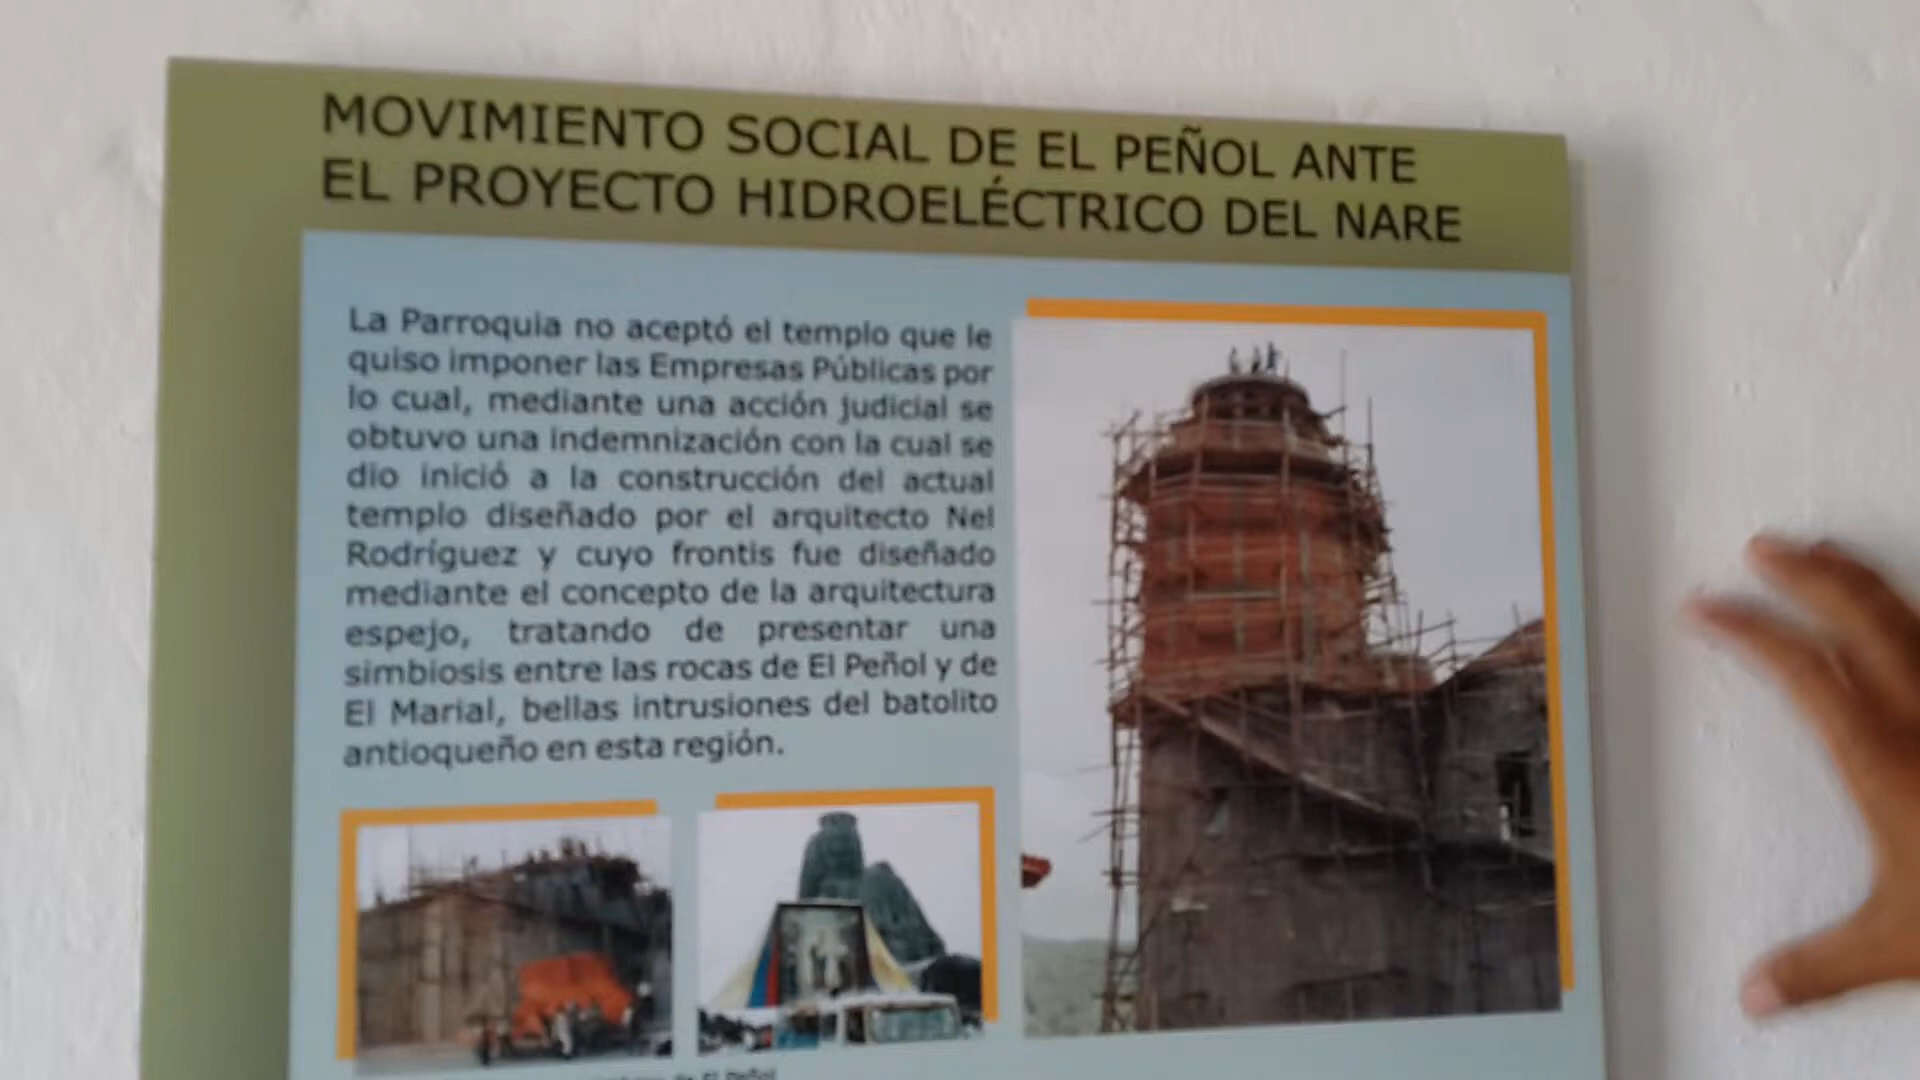 MOVIMIENTO SOCIAL DE EL PEÑOL ANTE
EL PROYECTO HIDROELÉCTRICO DEL NARE
La Parroquia no aceptó el templo que le
quiso imponer las Empresas Públicas por
lo cual, mediante una acción judicial se
obtuvo una indemnización con la cual se
dio inició a la construcción del actual
templo diseñado por el arquitecto Nel
Rodríguez y cuyo frontis fue diseñado
mediante el concepto de la arquitectura
espejo, tratando de presentar una
simbiosis entre las rocas de El Peñol y de
El Marial, bellas intrusiones del batolito
antioqueño en esta región.
de El Peñol